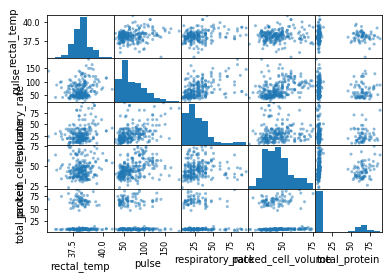 rectal_temp
pulse
respiratory_rate
packed_cell_volume
total_protein
40.0
37.5
150
100
50
75
50
25
75
50
25
75
50
25
37.5
40.0
50
100
150
25
50
75
25
50
75
25
50
75
rectal_temp
pulse
respiratory_rate
packed_cell_volume
total_protein